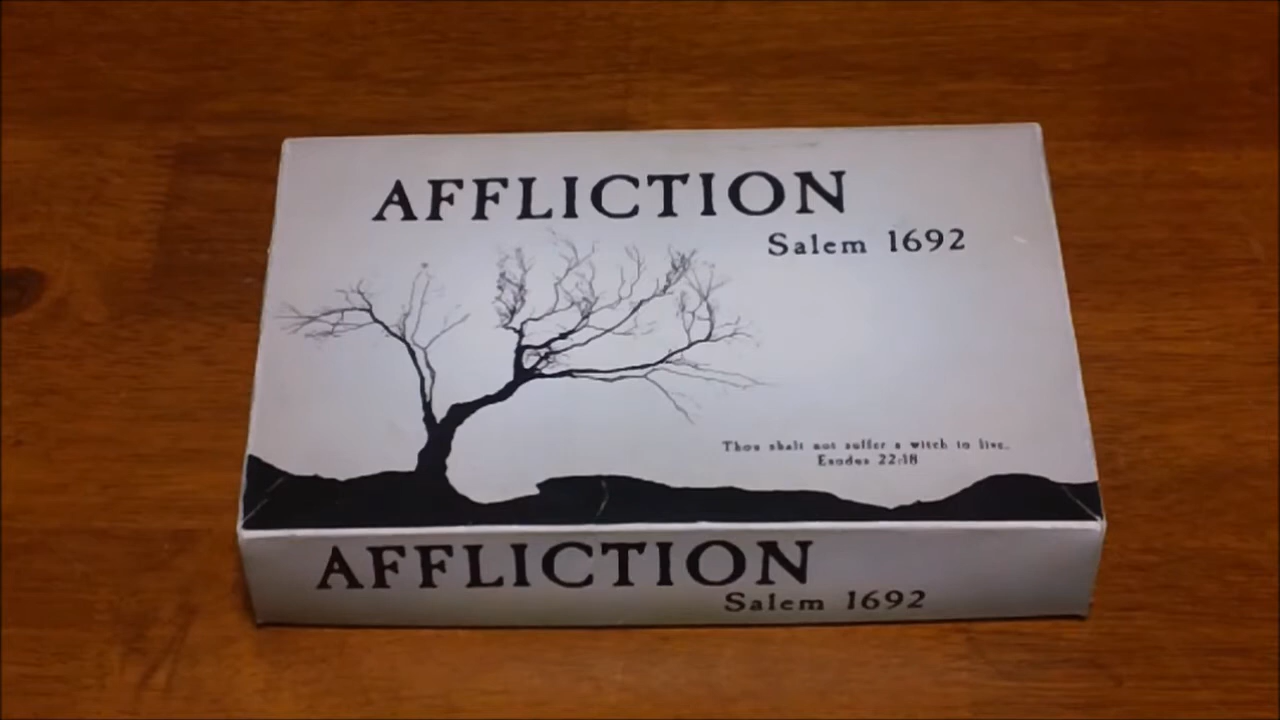 AFFLICTION
Salem 1692
Thou shalt not suffer a witch to live.
Exodus 22:18
AFFLICTION
Salem 1692